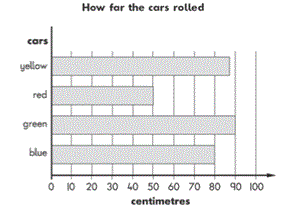 How far the cars rolled
cars
yellow
red
green
blue
0 10 20 30 40 50 60 70 80 90 100
centimetres